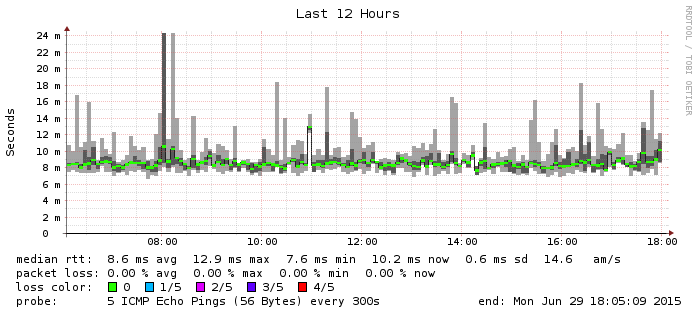 Last 12 Hours
RRDTOOL / TOBI OETIKER
Seconds
24 m
22 m
20 m
18 m
16 m
14 m
12 m
10 m
8 m
6 m
4 m
2 m
0
08:00 10:00 12:00 14:00 16:00 18:00
median rtt: 8.6 ms avg 12.9 ms max 7.6 ms min 10.2 ms now 0.6 ms sd 14.6 am/s
packet loss: 0.00 % avg 0.00 % max 0.00 % min 0.00 % now
loss color: 0 1/5 2/5 3/5 4/5
probe: 5 ICMP Echo Pings (56 Bytes) every 300s end: Mon Jun 29 18:05:09 2015